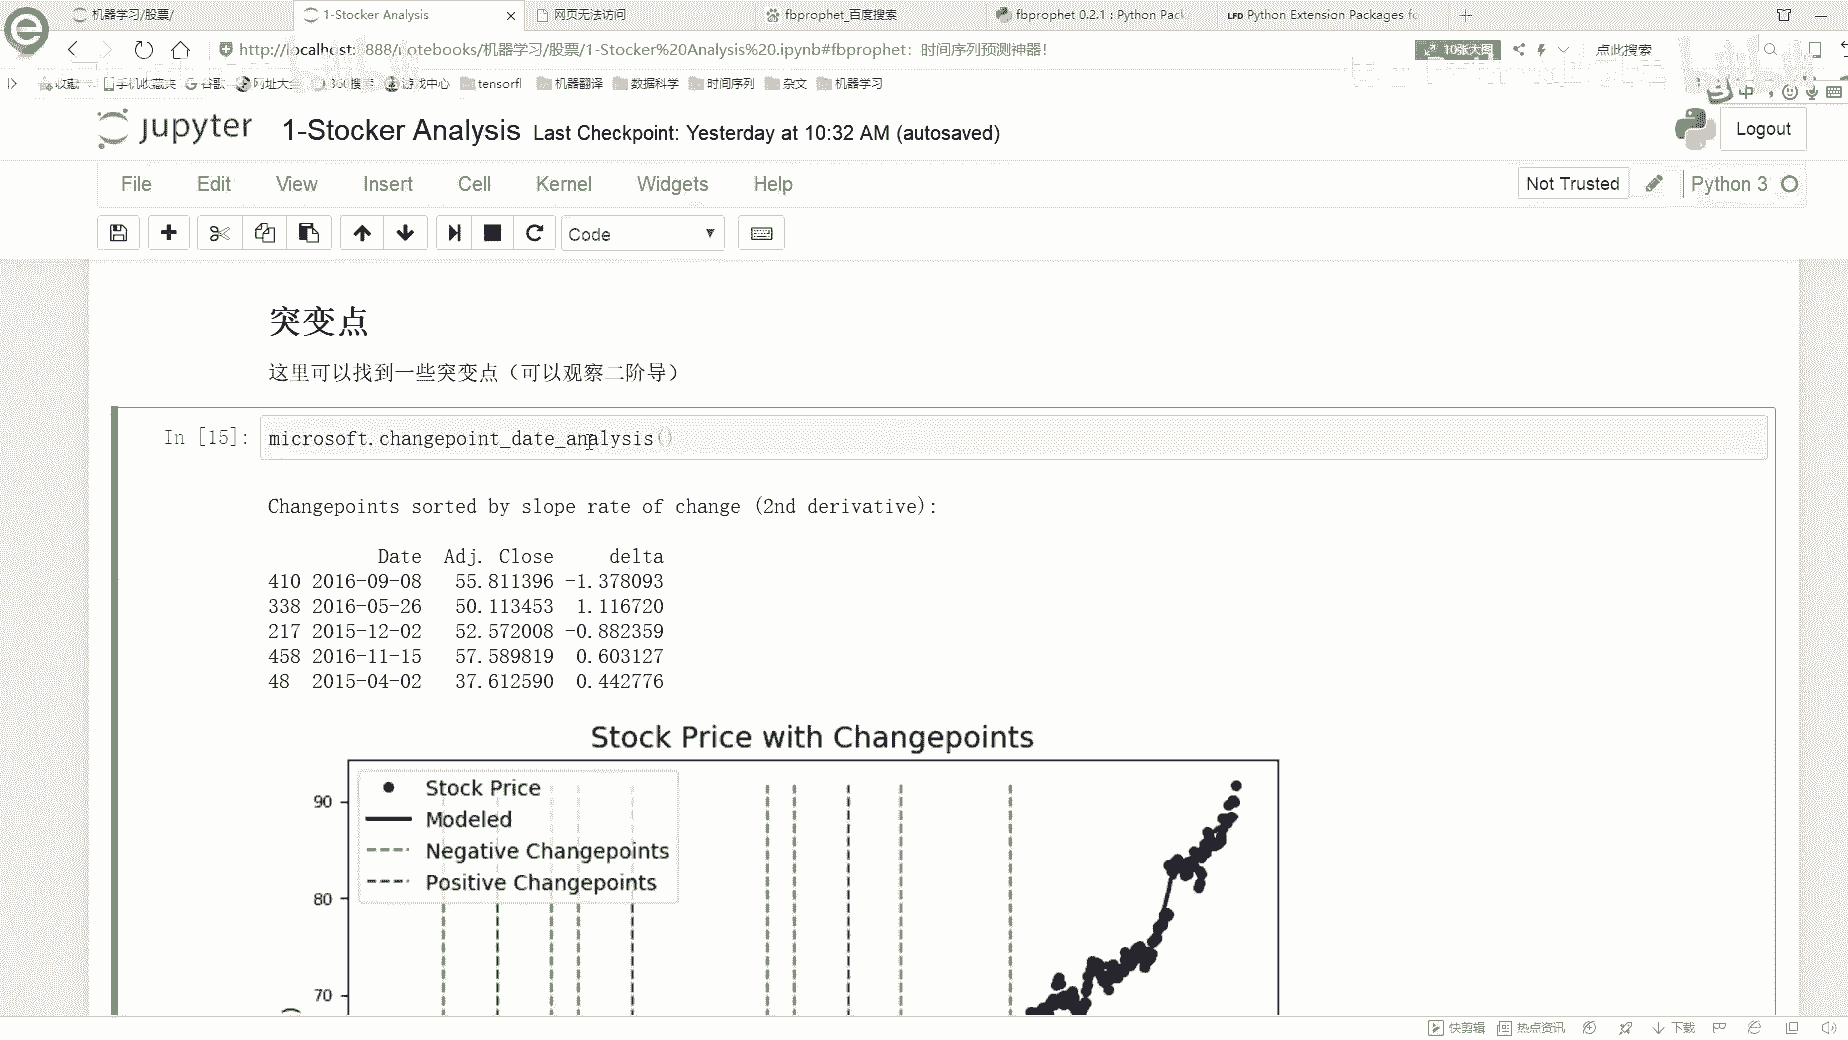 机器学习/股票/
1-Stocker Analysis
网页无法访问
fbprophet_百度搜索
fbprophet 0.2.1 : Python Pack
LFD Python Extension Packages fo
http://localhost:8888/notebooks/机器学习/股票/1-Stocker%20Analysis%20.ipynb#fbprophet：时间序列预测神器！
10张大图
点此搜索
收藏
手机收藏夹
谷歌
网址大全
360搜索
游戏中心
tensorfl
机器翻译
数据科学
时间序列
杂文
机器学习
中
jupyter
1-Stocker Analysis
Last Checkpoint: Yesterday at 10:32 AM (autosaved)
Logout
File
Edit
View
Insert
Cell
Kernel
Widgets
Help
Not Trusted
Python 3
Code
突变点
这里可以找到一些突变点（可以观察二阶导）
In [15]:
microsoft.changepoint_date_analysis()
Changepoints sorted by slope rate of change (2nd derivative):
Date Adj. Close delta
410 2016-09-08 55.811396 -1.378093
338 2016-05-26 50.113453 1.116720
217 2015-12-02 52.572008 -0.882359
458 2016-11-15 57.589819 0.603127
48 2015-04-02 37.612590 0.442776
Stock Price with Changepoints
Stock Price
Modeled
Negative Changepoints
Positive Changepoints
90
80
70
快剪辑
热点资讯
下载